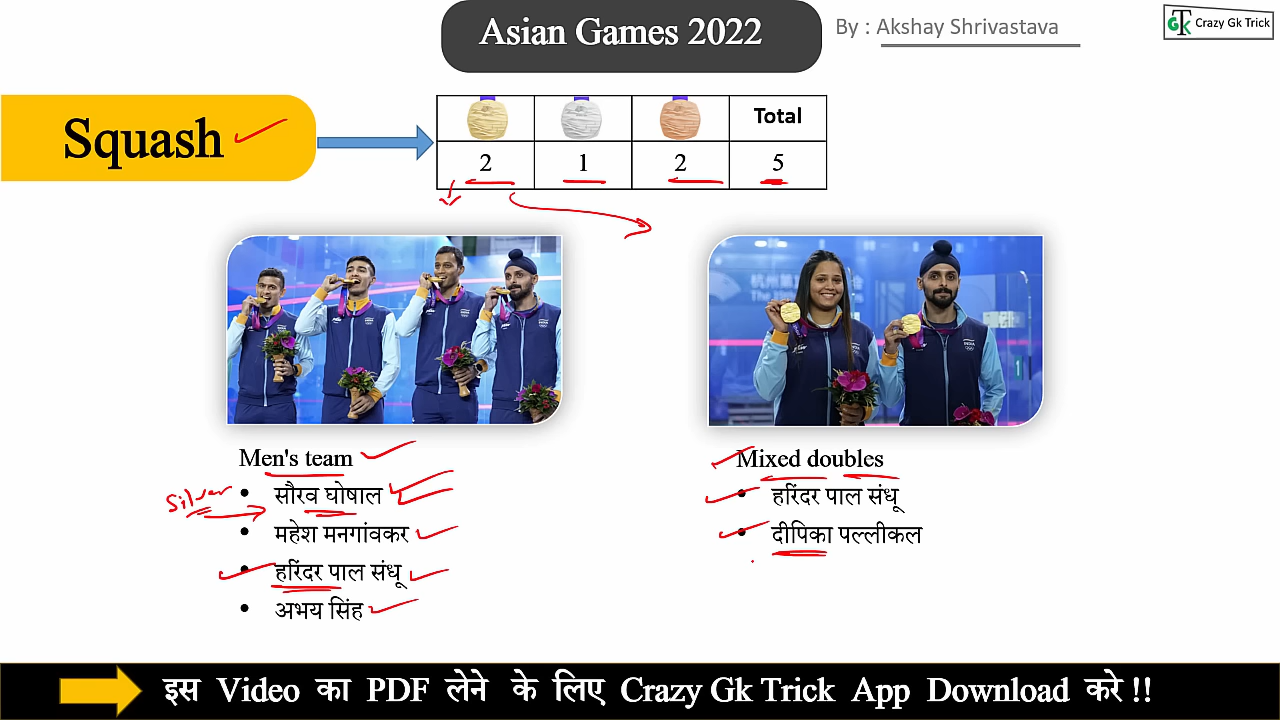 Asian Games 2022
By : Akshay Shrivastava
Crazy Gk Trick
Squash
Total
2 1 2 5
Men's team
Silver
• सौरव घोषाल
• महेश मनगांवकर
• हरिंदर पाल संधू
• अभय सिंह
Mixed doubles
• हरिंदर पाल संधू
• दीपिका पल्लीकल
इस Video का PDF लेने के लिए Crazy Gk Trick App Download करे !!